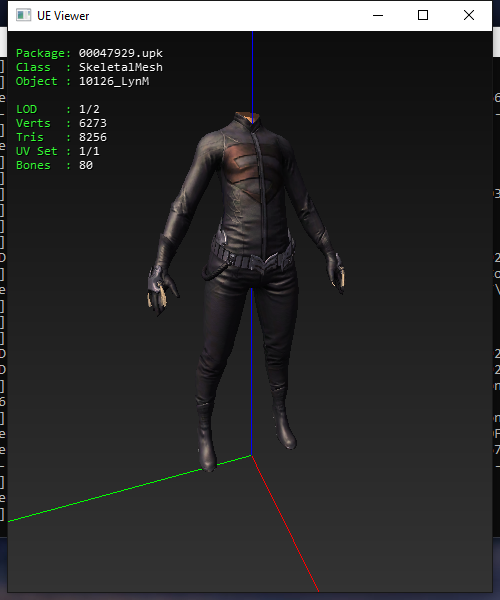 UE Viewer
Package: 00047929.upk
Class  : SkeletalMesh
Object : 10126_LynM
LOD    : 1/2
Verts  : 6273
Tris   : 8256
UV Set : 1/1
Bones  : 80